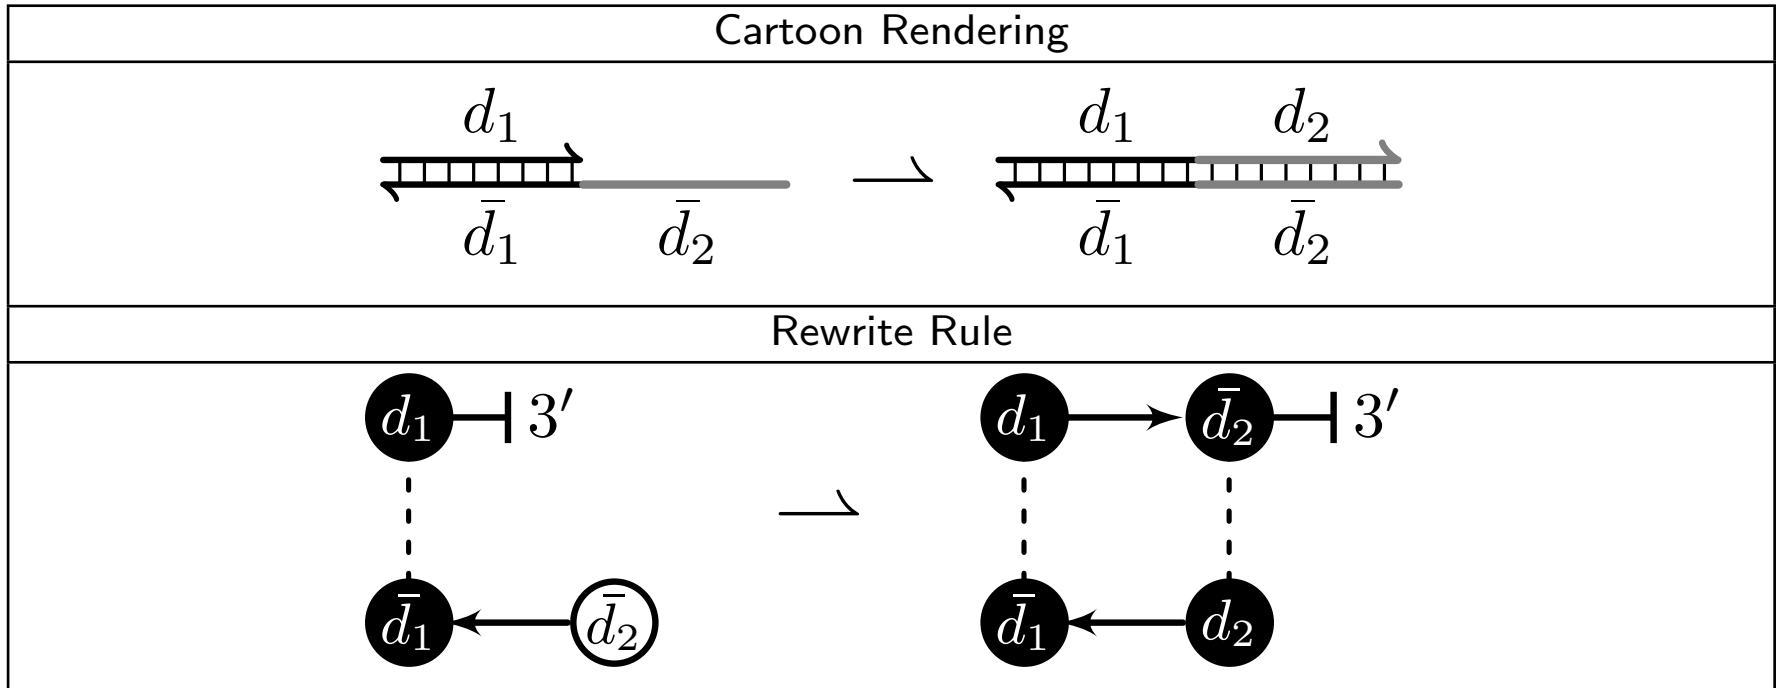 Cartoon Rendering
d₁ d₁ d₂
d̄₁ d̄₂ d̄₁ d̄₂
Rewrite Rule
d₁ 3′ d₁ d̄₂ 3′
d̄₁ d̄₂ d̄₁ d₂